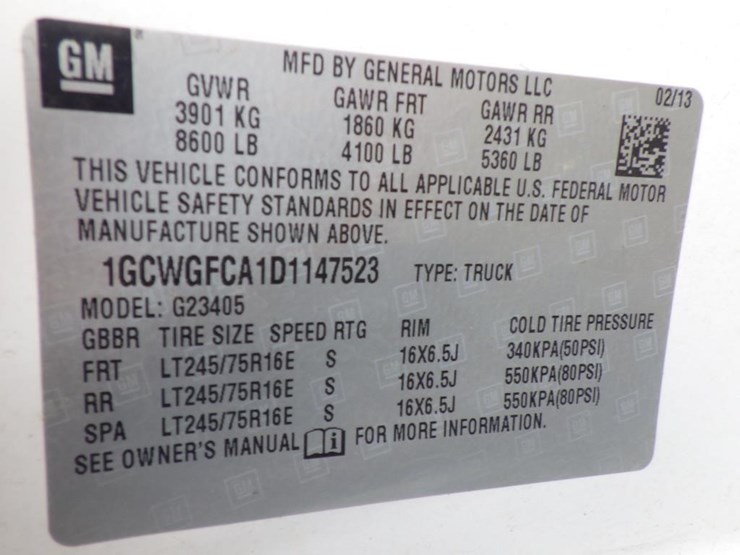 GM
MFD BY GENERAL MOTORS LLC
02/13
GVWR GAWR FRT GAWR RR
3901 KG 1860 KG 2431 KG
8600 LB 4100 LB 5360 LB
THIS VEHICLE CONFORMS TO ALL APPLICABLE U.S. FEDERAL MOTOR
VEHICLE SAFETY STANDARDS IN EFFECT ON THE DATE OF
MANUFACTURE SHOWN ABOVE.
1GCWGFCA1D1147523 TYPE: TRUCK
MODEL: G23405
GBBR TIRE SIZE SPEED RTG RIM COLD TIRE PRESSURE
FRT LT245/75R16E S 16X6.5J 340KPA(50PSI)
RR LT245/75R16E S 16X6.5J 550KPA(80PSI)
SPA LT245/75R16E S 16X6.5J 550KPA(80PSI)
SEE OWNER'S MANUAL i FOR MORE INFORMATION.